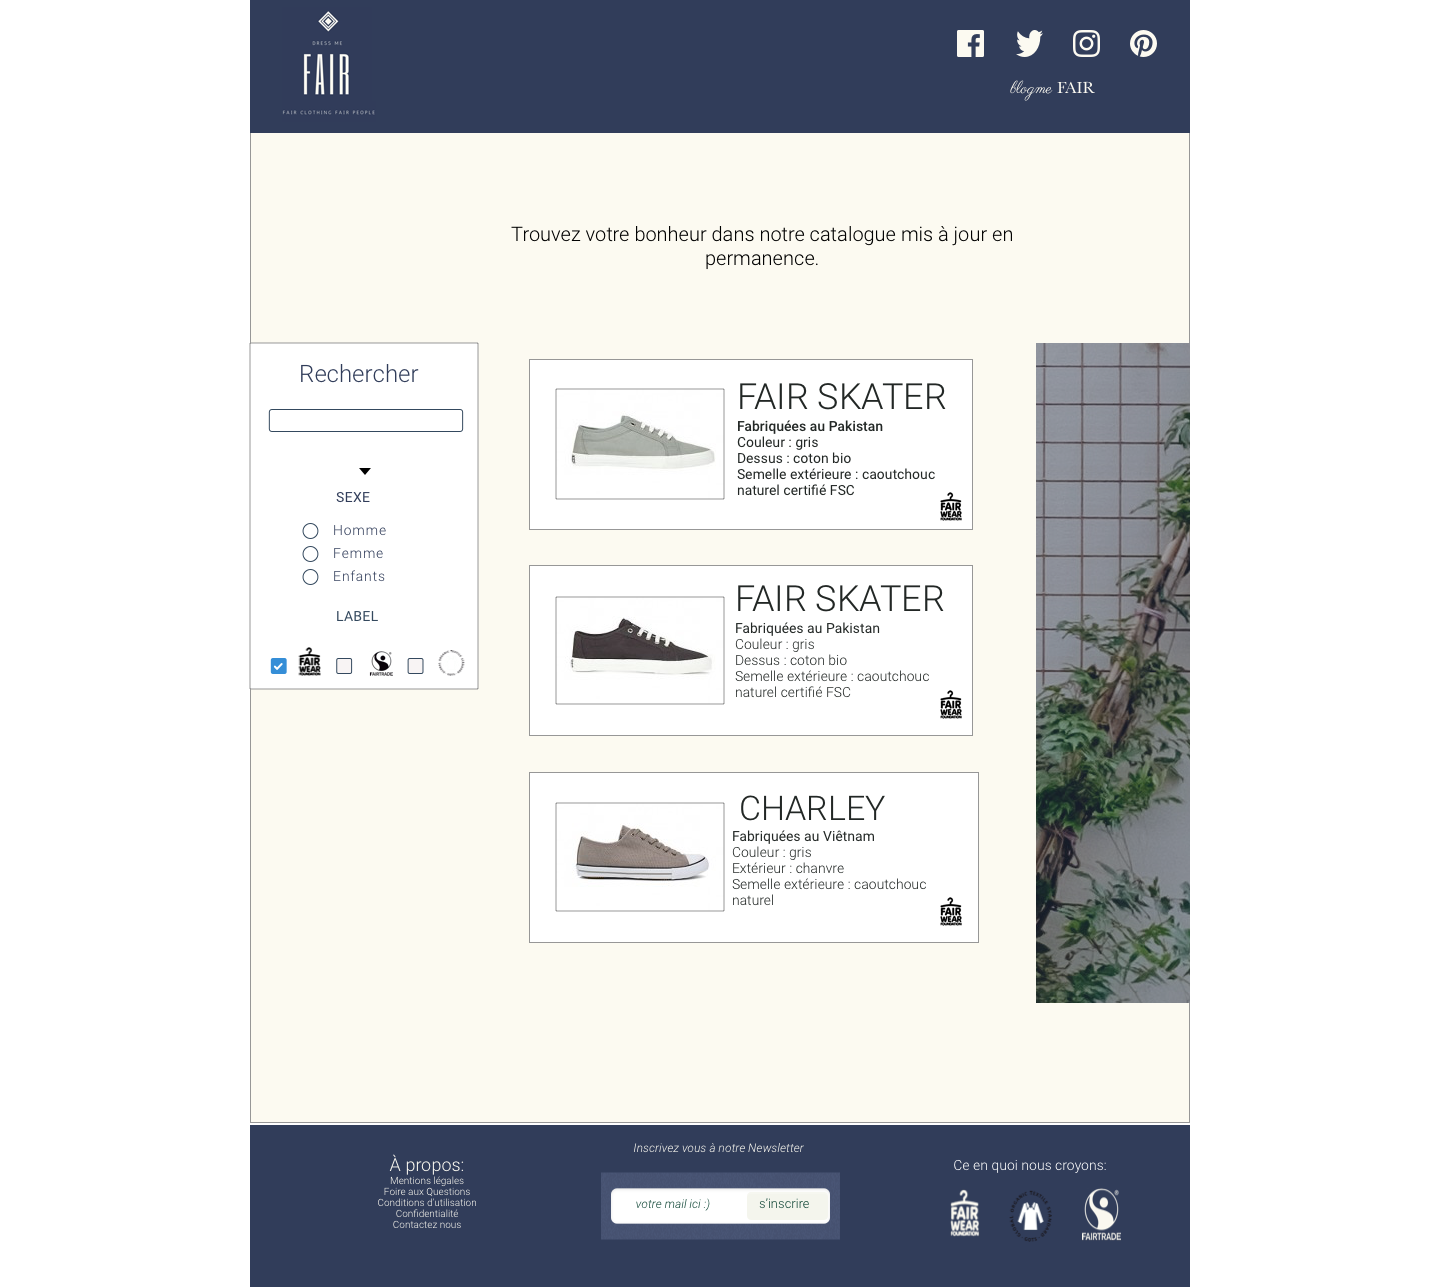 DRESS ME
FAIR
FAIR CLOTHING FAIR PEOPLE
blogme FAIR
Trouvez votre bonheur dans notre catalogue mis à jour en
permanence.
Rechercher
SEXE
Homme
Femme
Enfants
LABEL
FAIR
WEAR
FOUNDATION
FAIRTRADE
FAIR SKATER
Fabriquées au Pakistan
Couleur : gris
Dessus : coton bio
Semelle extérieure : caoutchouc
naturel certifié FSC
FAIR
WEAR
FOUNDATION
FAIR SKATER
Fabriquées au Pakistan
Couleur : gris
Dessus : coton bio
Semelle extérieure : caoutchouc
naturel certifié FSC
FAIR
WEAR
FOUNDATION
CHARLEY
Fabriquées au Viêtnam
Couleur : gris
Extérieur : chanvre
Semelle extérieure : caoutchouc
naturel
FAIR
WEAR
FOUNDATION
À propos:
Mentions légales
Foire aux Questions
Conditions d'utilisation
Confidentialité
Contactez nous
Inscrivez vous à notre Newsletter
votre mail ici :)
s'inscrire
Ce en quoi nous croyons:
FAIR
WEAR
FOUNDATION
FAIRTRADE